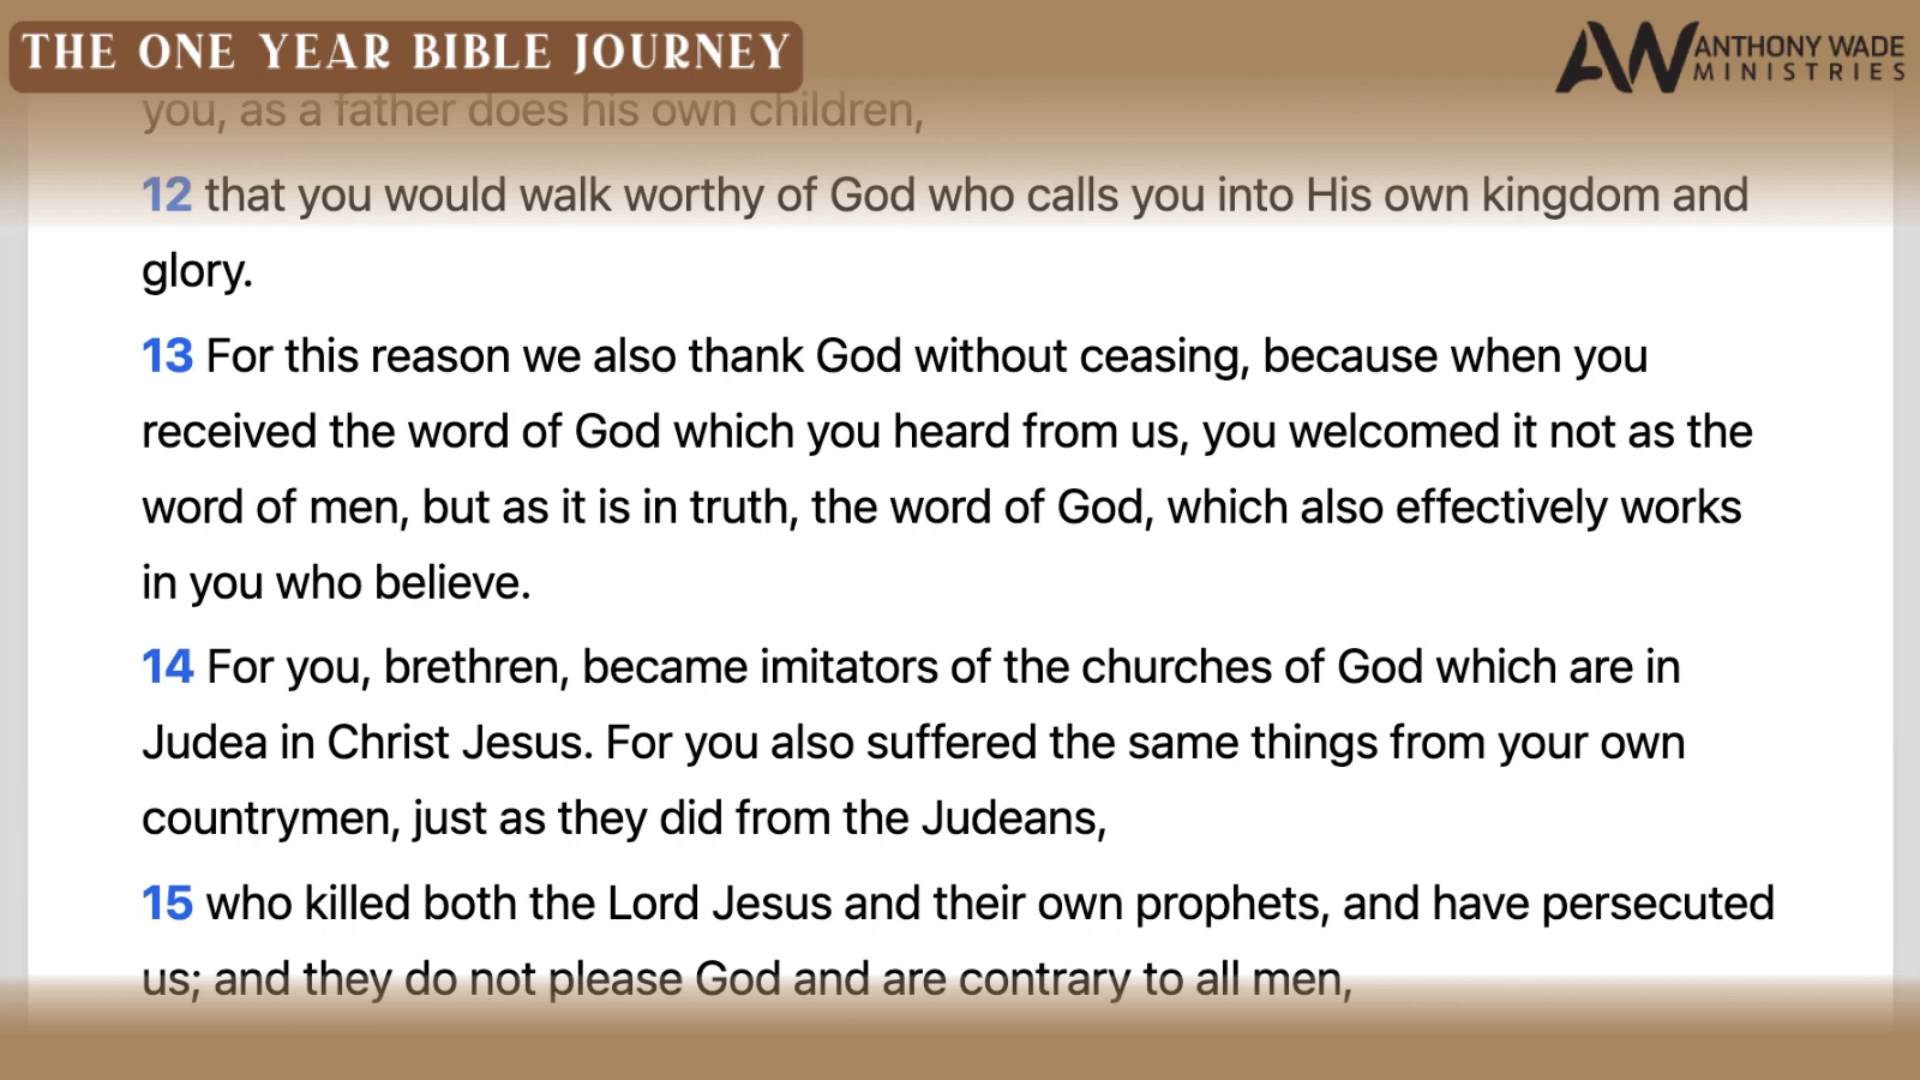 THE ONE YEAR BIBLE JOURNEY
AW ANTHONY WADE
MINISTRIES
you, as a father does his own children,
12 that you would walk worthy of God who calls you into His own kingdom and
glory.
13 For this reason we also thank God without ceasing, because when you
received the word of God which you heard from us, you welcomed it not as the
word of men, but as it is in truth, the word of God, which also effectively works
in you who believe.
14 For you, brethren, became imitators of the churches of God which are in
Judea in Christ Jesus. For you also suffered the same things from your own
countrymen, just as they did from the Judeans,
15 who killed both the Lord Jesus and their own prophets, and have persecuted
us; and they do not please God and are contrary to all men,